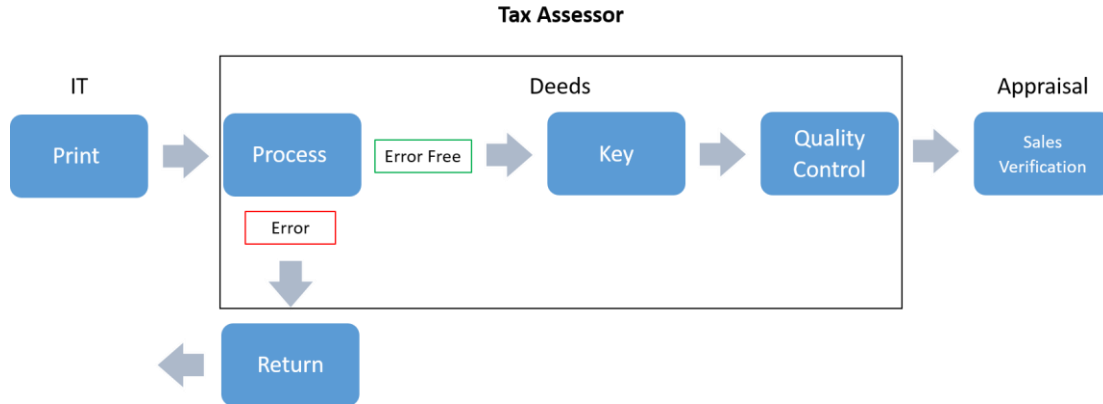 Tax Assessor
IT
Deeds
Appraisal
Print
Process
Error Free
Key
Quality
Control
Sales
Verification
Error
Return